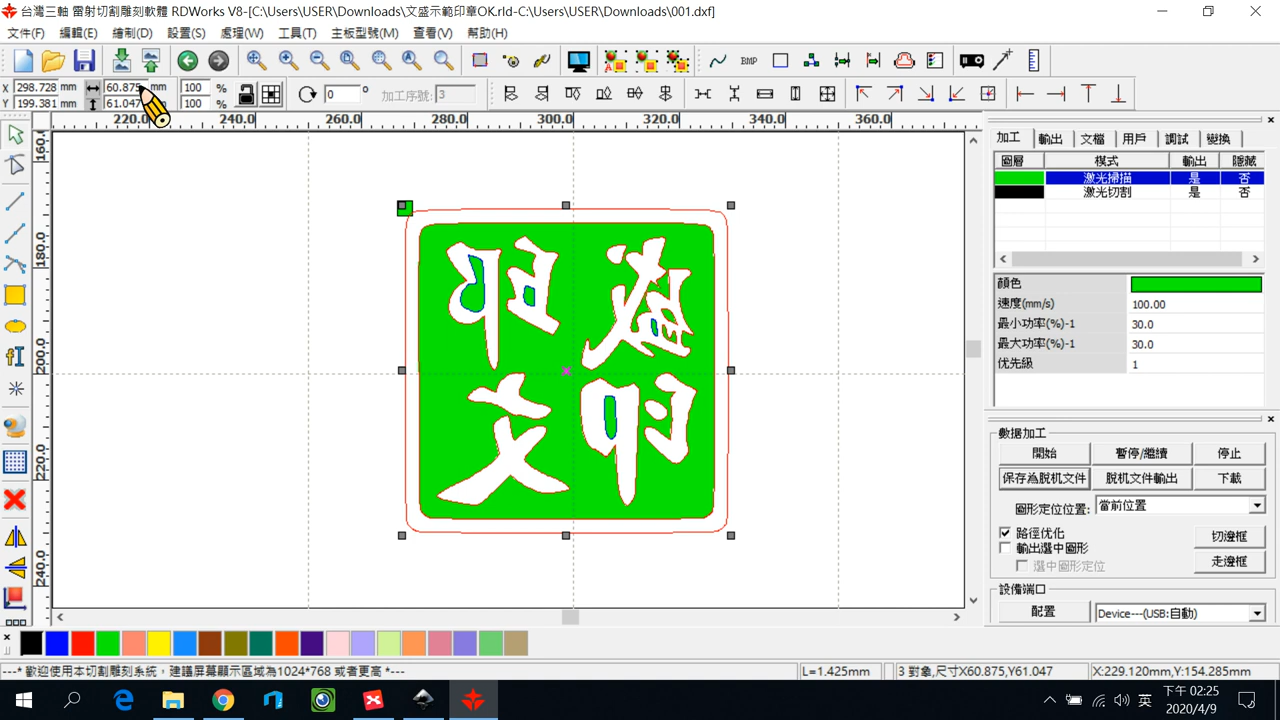 台灣三軸 雷射切割雕刻軟體 RDWorks V8-[C:\Users\USER\Downloads\文盛示範印章OK.rld-C:\Users\USER\Downloads\001.dxf]
文件(F) 編輯(E) 繪制(D) 設置(S) 處理(W) 工具(T) 主板型號(M) 查看(V) 幫助(H)
X 298.728 mm 60.875 mm 100 %
Y 199.381 mm 61.047 100 %
0 ° 加工序號: 3
220.0 240.0 260.0 280.0 300.0 320.0 340.0 360.0
160.0
180.0
200.0
220.0
240.0
加工 輸出 文檔 用戶 調試 變換
圖層 模式 輸出 隱藏
激光掃描 是 否
激光切割 是 否
顏色
速度(mm/s) 100.00
最小功率(%)-1 30.0
最大功率(%)-1 30.0
优先級 1
數据加工
開始 暫停/繼續 停止
保存為脫机文件 脫机文件輸出 下載
圖形定位位置: 當前位置
路徑优化 切邊框
輸出選中圖形 走邊框
選中圖形定位
設備端口
配置 Device---(USB:自動)
---* 歡迎使用本切割雕刻系統，建議屏幕顯示區域為1024*768 或者更高 *---
L=1.425mm
3 對象,尺寸X60.875,Y61.047
X:229.120mm,Y:154.285mm
英
下午 02:25
2020/4/9